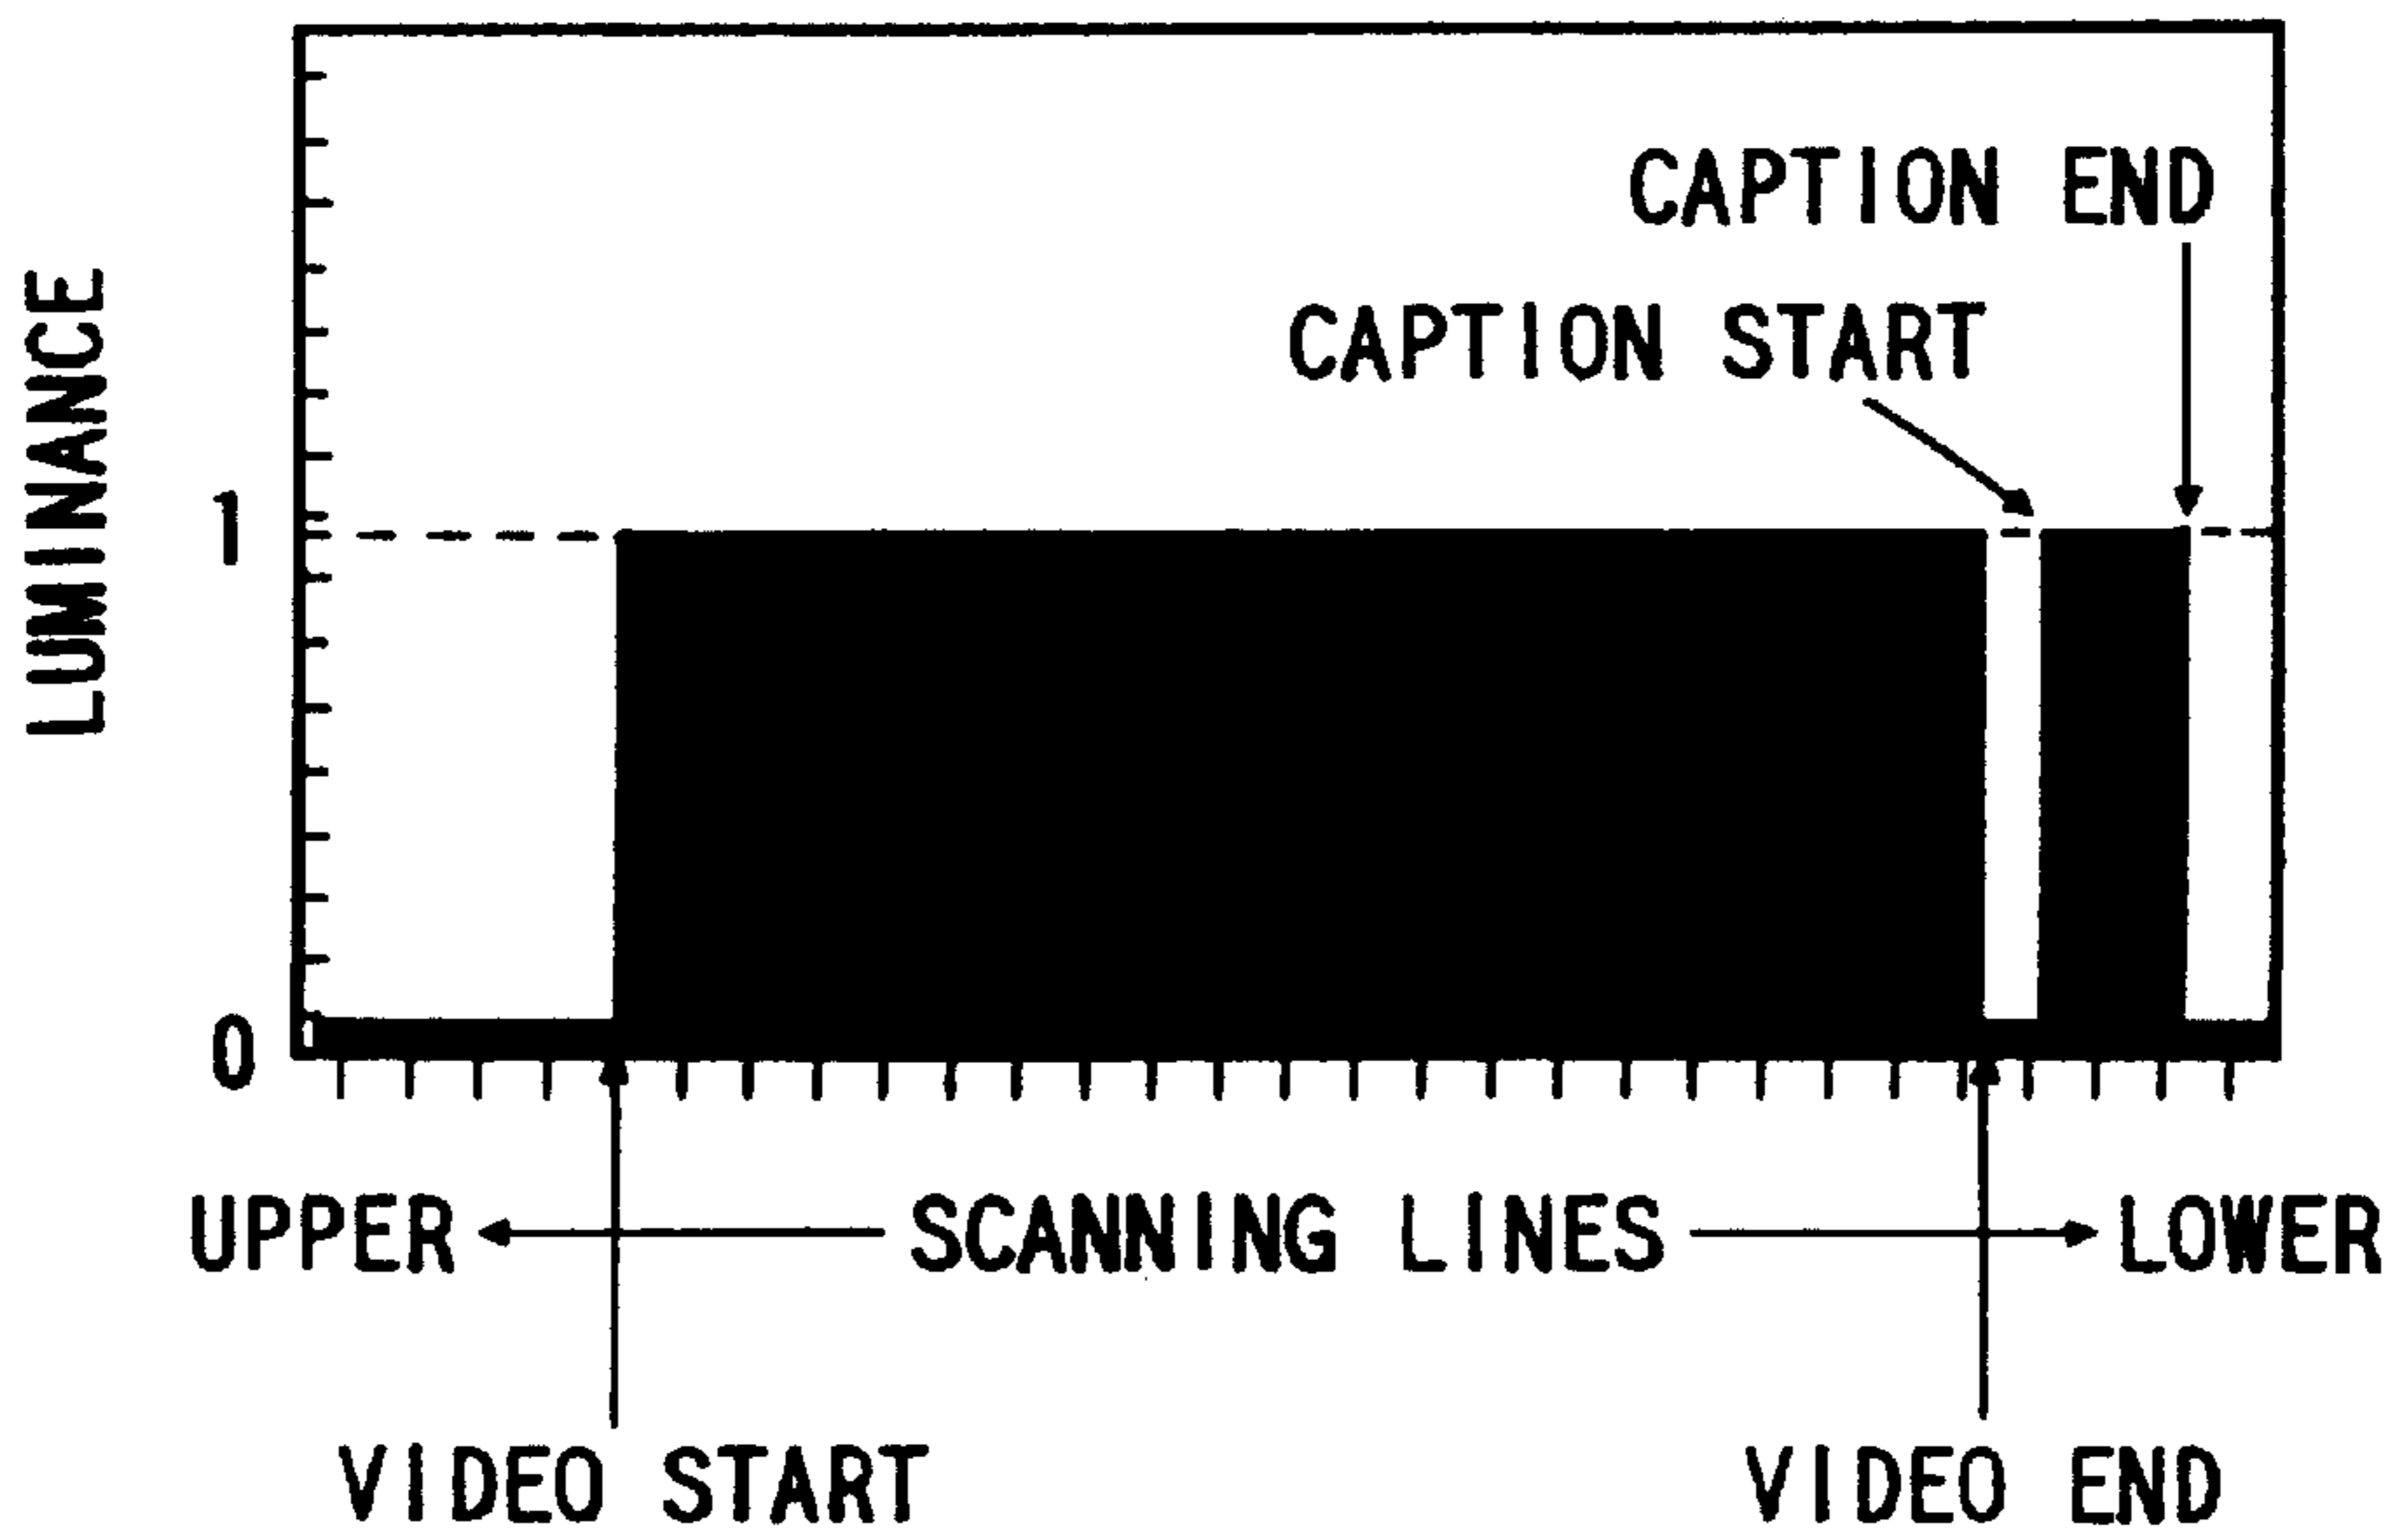 CAPTION END
CAPTION START
LUMINANCE
1
0
UPPER SCANNING LINES LOWER
VIDEO START VIDEO END